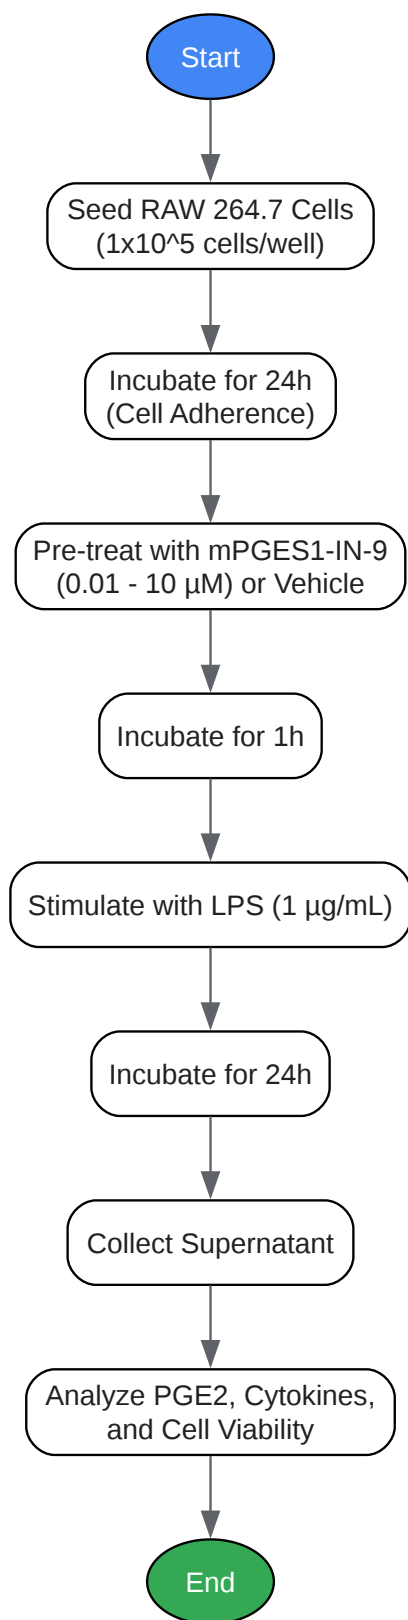 Start
Seed RAW 264.7 Cells
(1x10^5 cells/well)
Incubate for 24h
(Cell Adherence)
Pre-treat with mPGES1-IN-9
(0.01 - 10 µM) or Vehicle
Incubate for 1h
Stimulate with LPS (1 µg/mL)
Incubate for 24h
Collect Supernatant
Analyze PGE2, Cytokines,
and Cell Viability
End